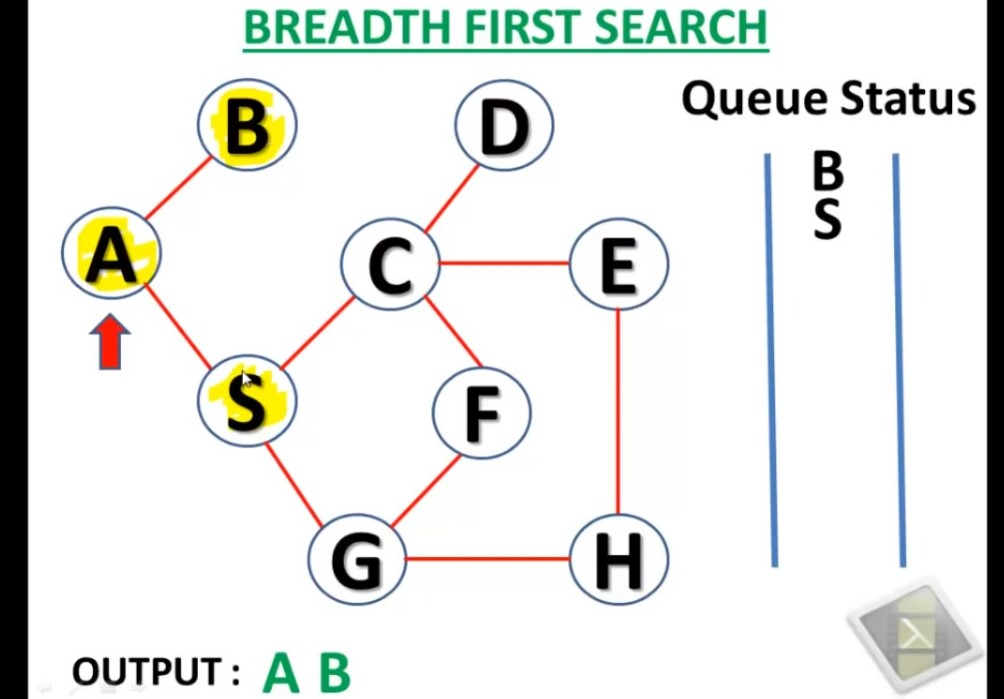 BREADTH FIRST SEARCH
B
D
Queue Status
B
S
A
C
E
S
F
G
H
OUTPUT : A B